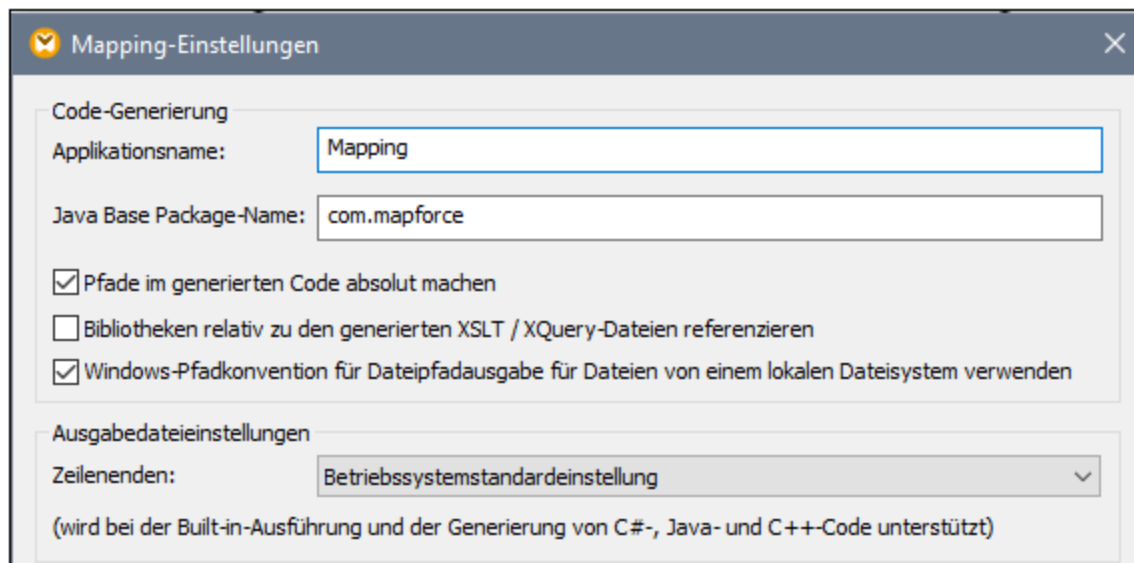 Mapping-Einstellungen
Code-Generierung
Applikationsname: Mapping
Java Base Package-Name: com.mapforce
Pfade im generierten Code absolut machen
Bibliotheken relativ zu den generierten XSLT / XQuery-Dateien referenzieren
Windows-Pfadkonvention für Dateipfadausgabe für Dateien von einem lokalen Dateisystem verwenden
Ausgabedateieinstellungen
Zeilenenden: Betriebssystemstandardeinstellung
(wird bei der Built-in-Ausführung und der Generierung von C#-, Java- und C++-Code unterstützt)